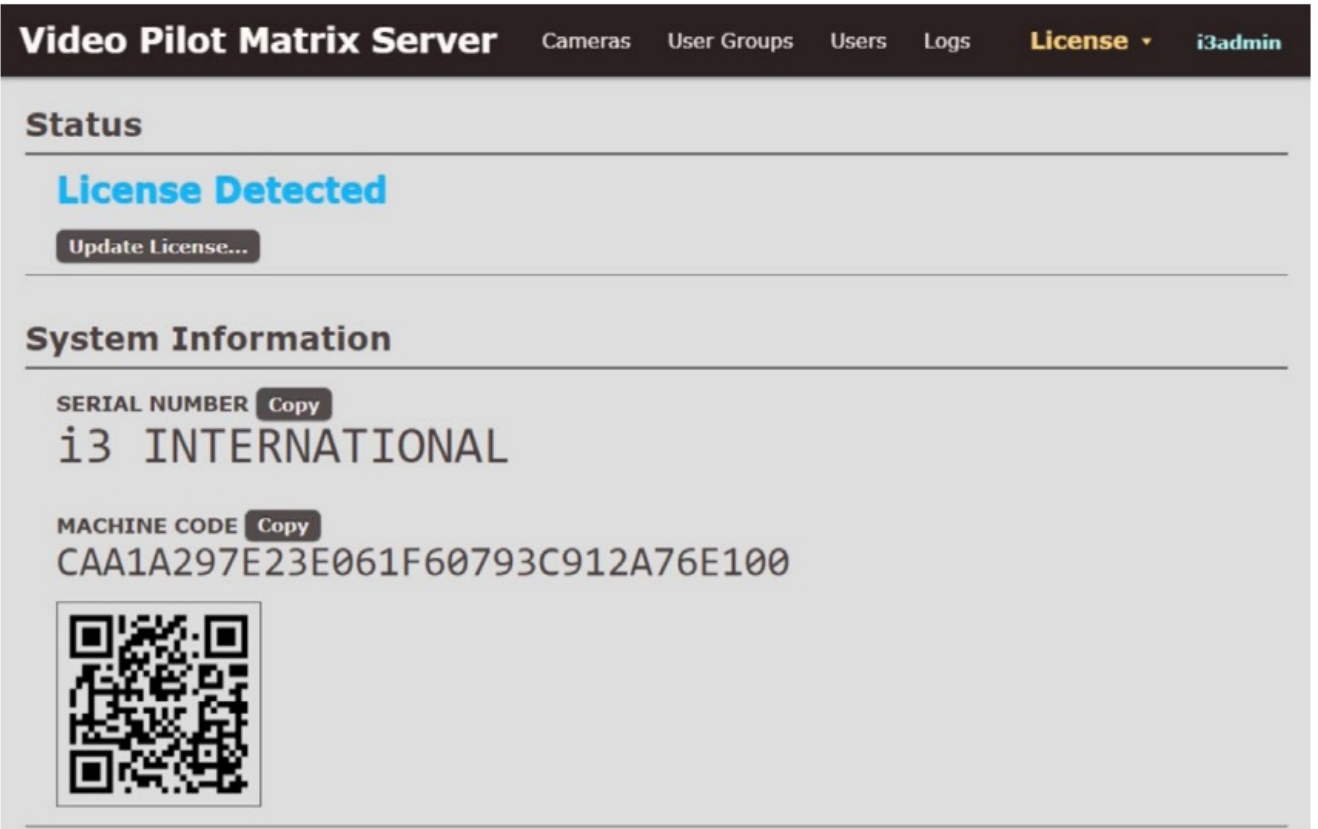 Video Pilot Matrix Server Cameras User Groups Users Logs License i3admin
Status
License Detected
Update License...
System Information
SERIAL NUMBER Copy
i3 INTERNATIONAL
MACHINE CODE Copy
CAA1A297E23E061F60793C912A76E100